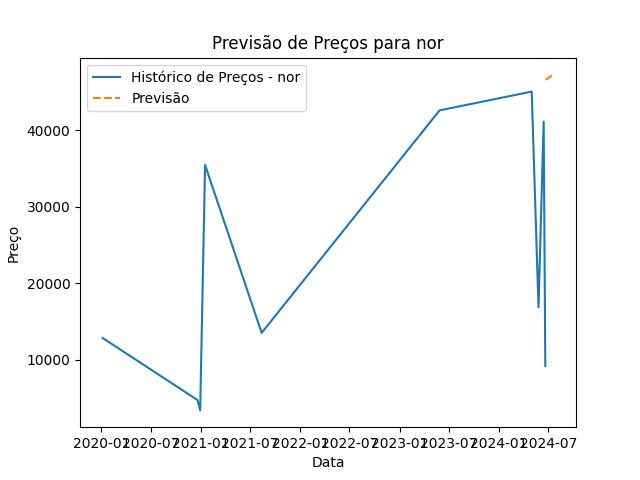 Previsão de Preços para nor
Histórico de Preços - nor
Previsão
40000
30000
20000
10000
Preço
2020-01 2020-07 2021-01 2021-07 2022-01 2022-07 2023-01 2023-07 2024-01 2024-07
Data